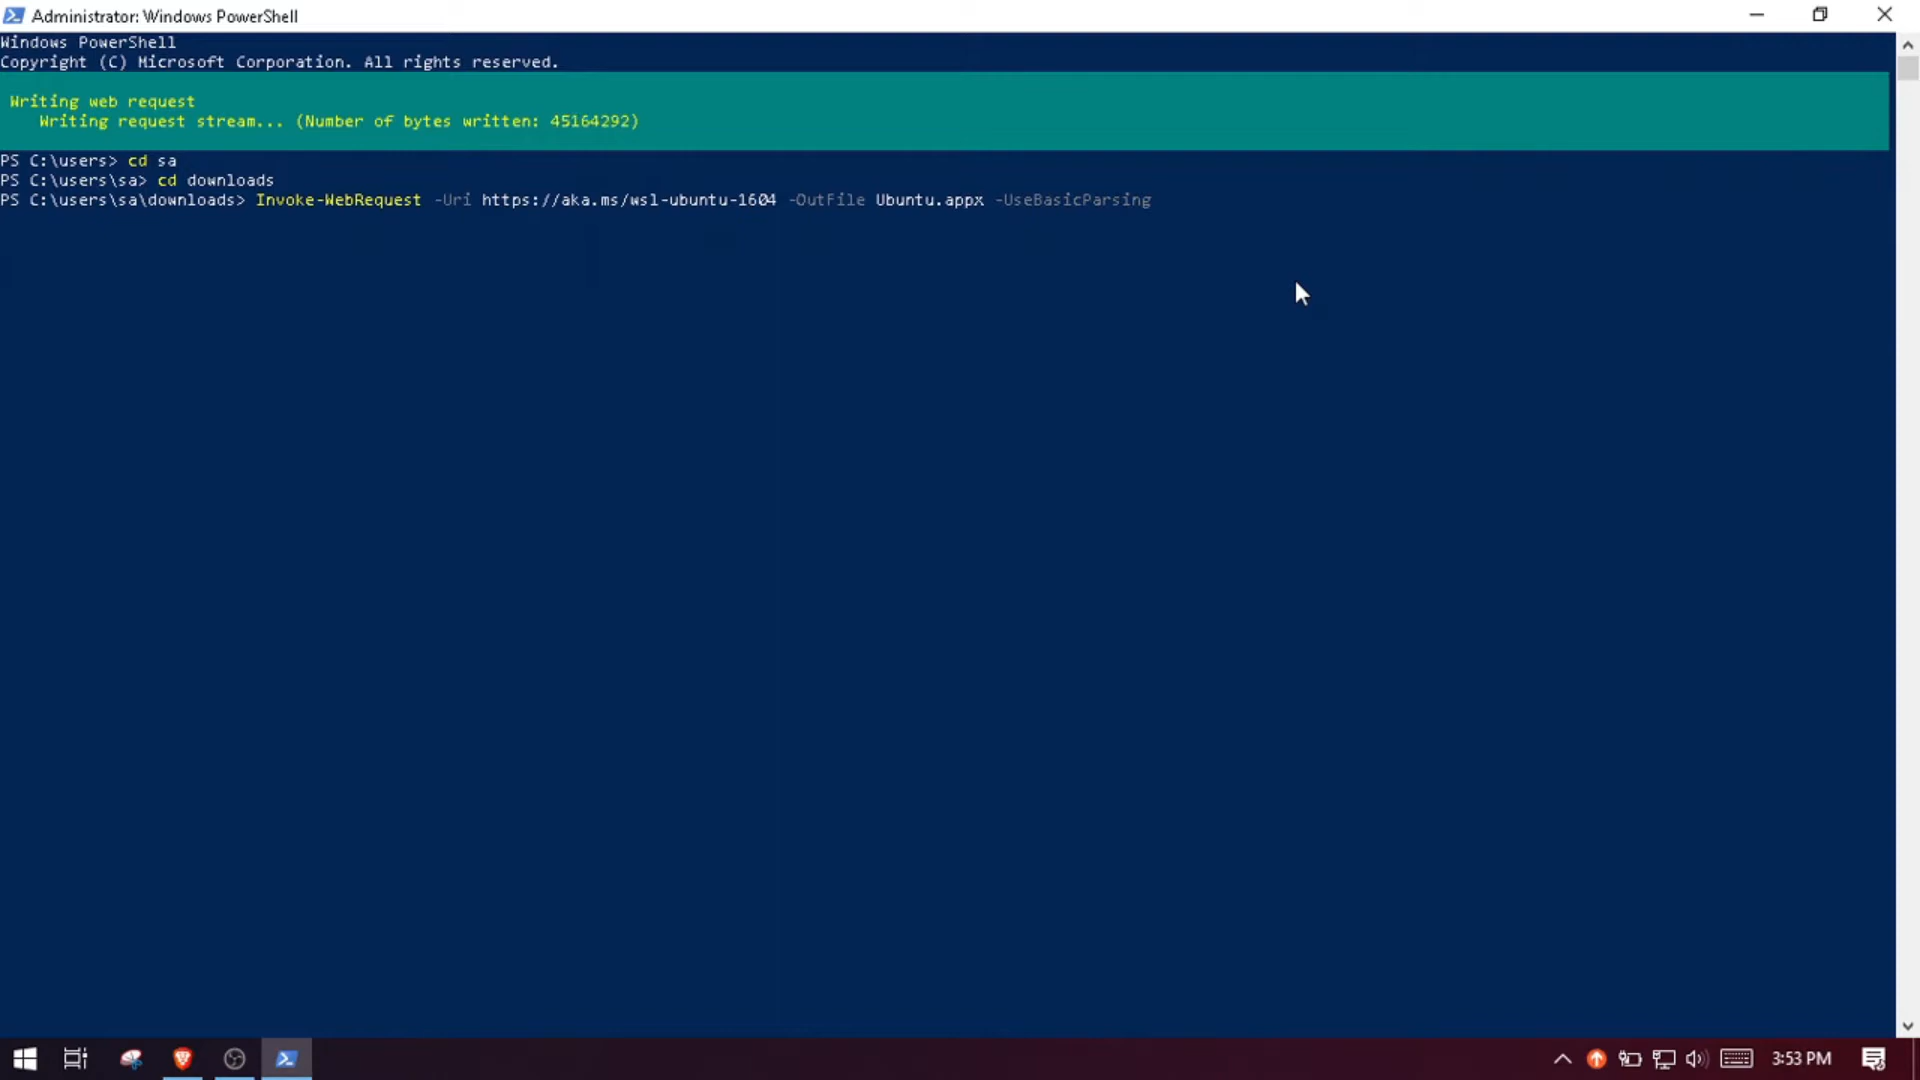 Administrator: Windows PowerShell
Windows PowerShell
Copyright (C) Microsoft Corporation. All rights reserved.
Writing web request
Writing request stream... (Number of bytes written: 45164292)
PS C:\users> cd sa
PS C:\users\sa> cd downloads
PS C:\users\sa\downloads> Invoke-WebRequest -Uri https://aka.ms/wsl-ubuntu-1604 -OutFile Ubuntu.appx -UseBasicParsing
3:53 PM